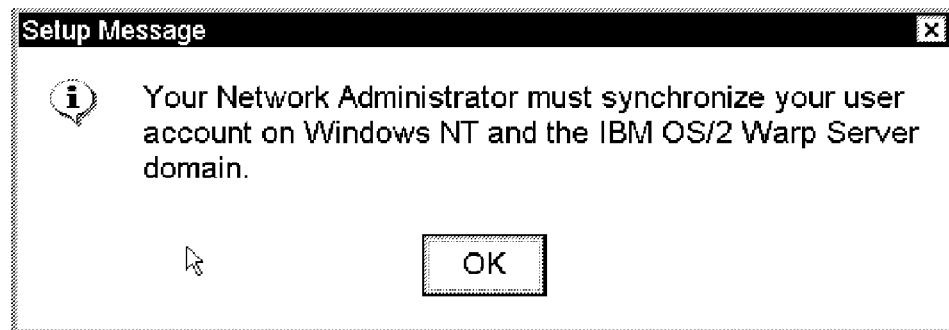 Setup Message
Your Network Administrator must synchronize your user
account on Windows NT and the IBM OS/2 Warp Server
domain.
OK